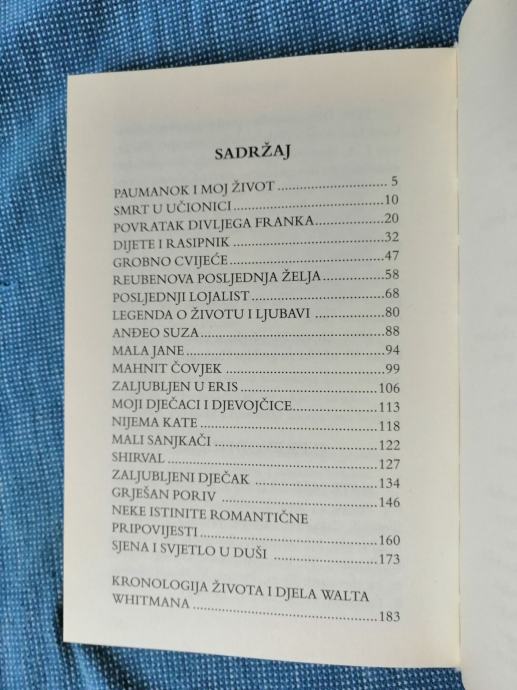 SADRŽAJ
PAUMANOK I MOJ ŽIVOT ........................... 5
SMRT U UČIONICI ................................... 10
POVRATAK DIVLJEGA FRANKA .............. 20
DIJETE I RASIPNIK ................................... 32
GROBNO CVIJEĆE ................................... 47
REUBENOVA POSLJEDNJA ŽELJA ............ 58
POSLJEDNJI LOJALIST ............................. 68
LEGENDA O ŽIVOTU I LJUBAVI ............. 80
ANĐEO SUZA ......................................... 88
MALA JANE ............................................ 94
MAHNIT ČOVJEK ................................... 99
ZALJUBLJEN U ERIS ................................ 106
MOJI DJEČACI I DJEVOJČICE ................... 113
NIJEMA KATE ........................................ 118
MALI SANJKAČI ..................................... 122
SHIRVAL ................................................ 127
ZALJUBLJENI DJEČAK ............................ 134
GRJEŠAN PORIV .................................... 146
NEKE ISTINITE ROMANTIČNE
PRIPOVIJESTI ........................................ 160
SJENA I SVJETLO U DUŠI ....................... 173
KRONOLOGIJA ŽIVOTA I DJELA WALTA
WHITMANA .......................................... 183